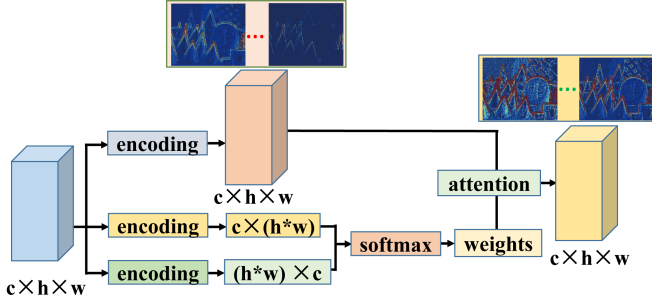 encoding
c×h×w
attention
encoding
c×(h*w)
softmax
weights
c×h×w
encoding
(h*w) ×c
c×h×w